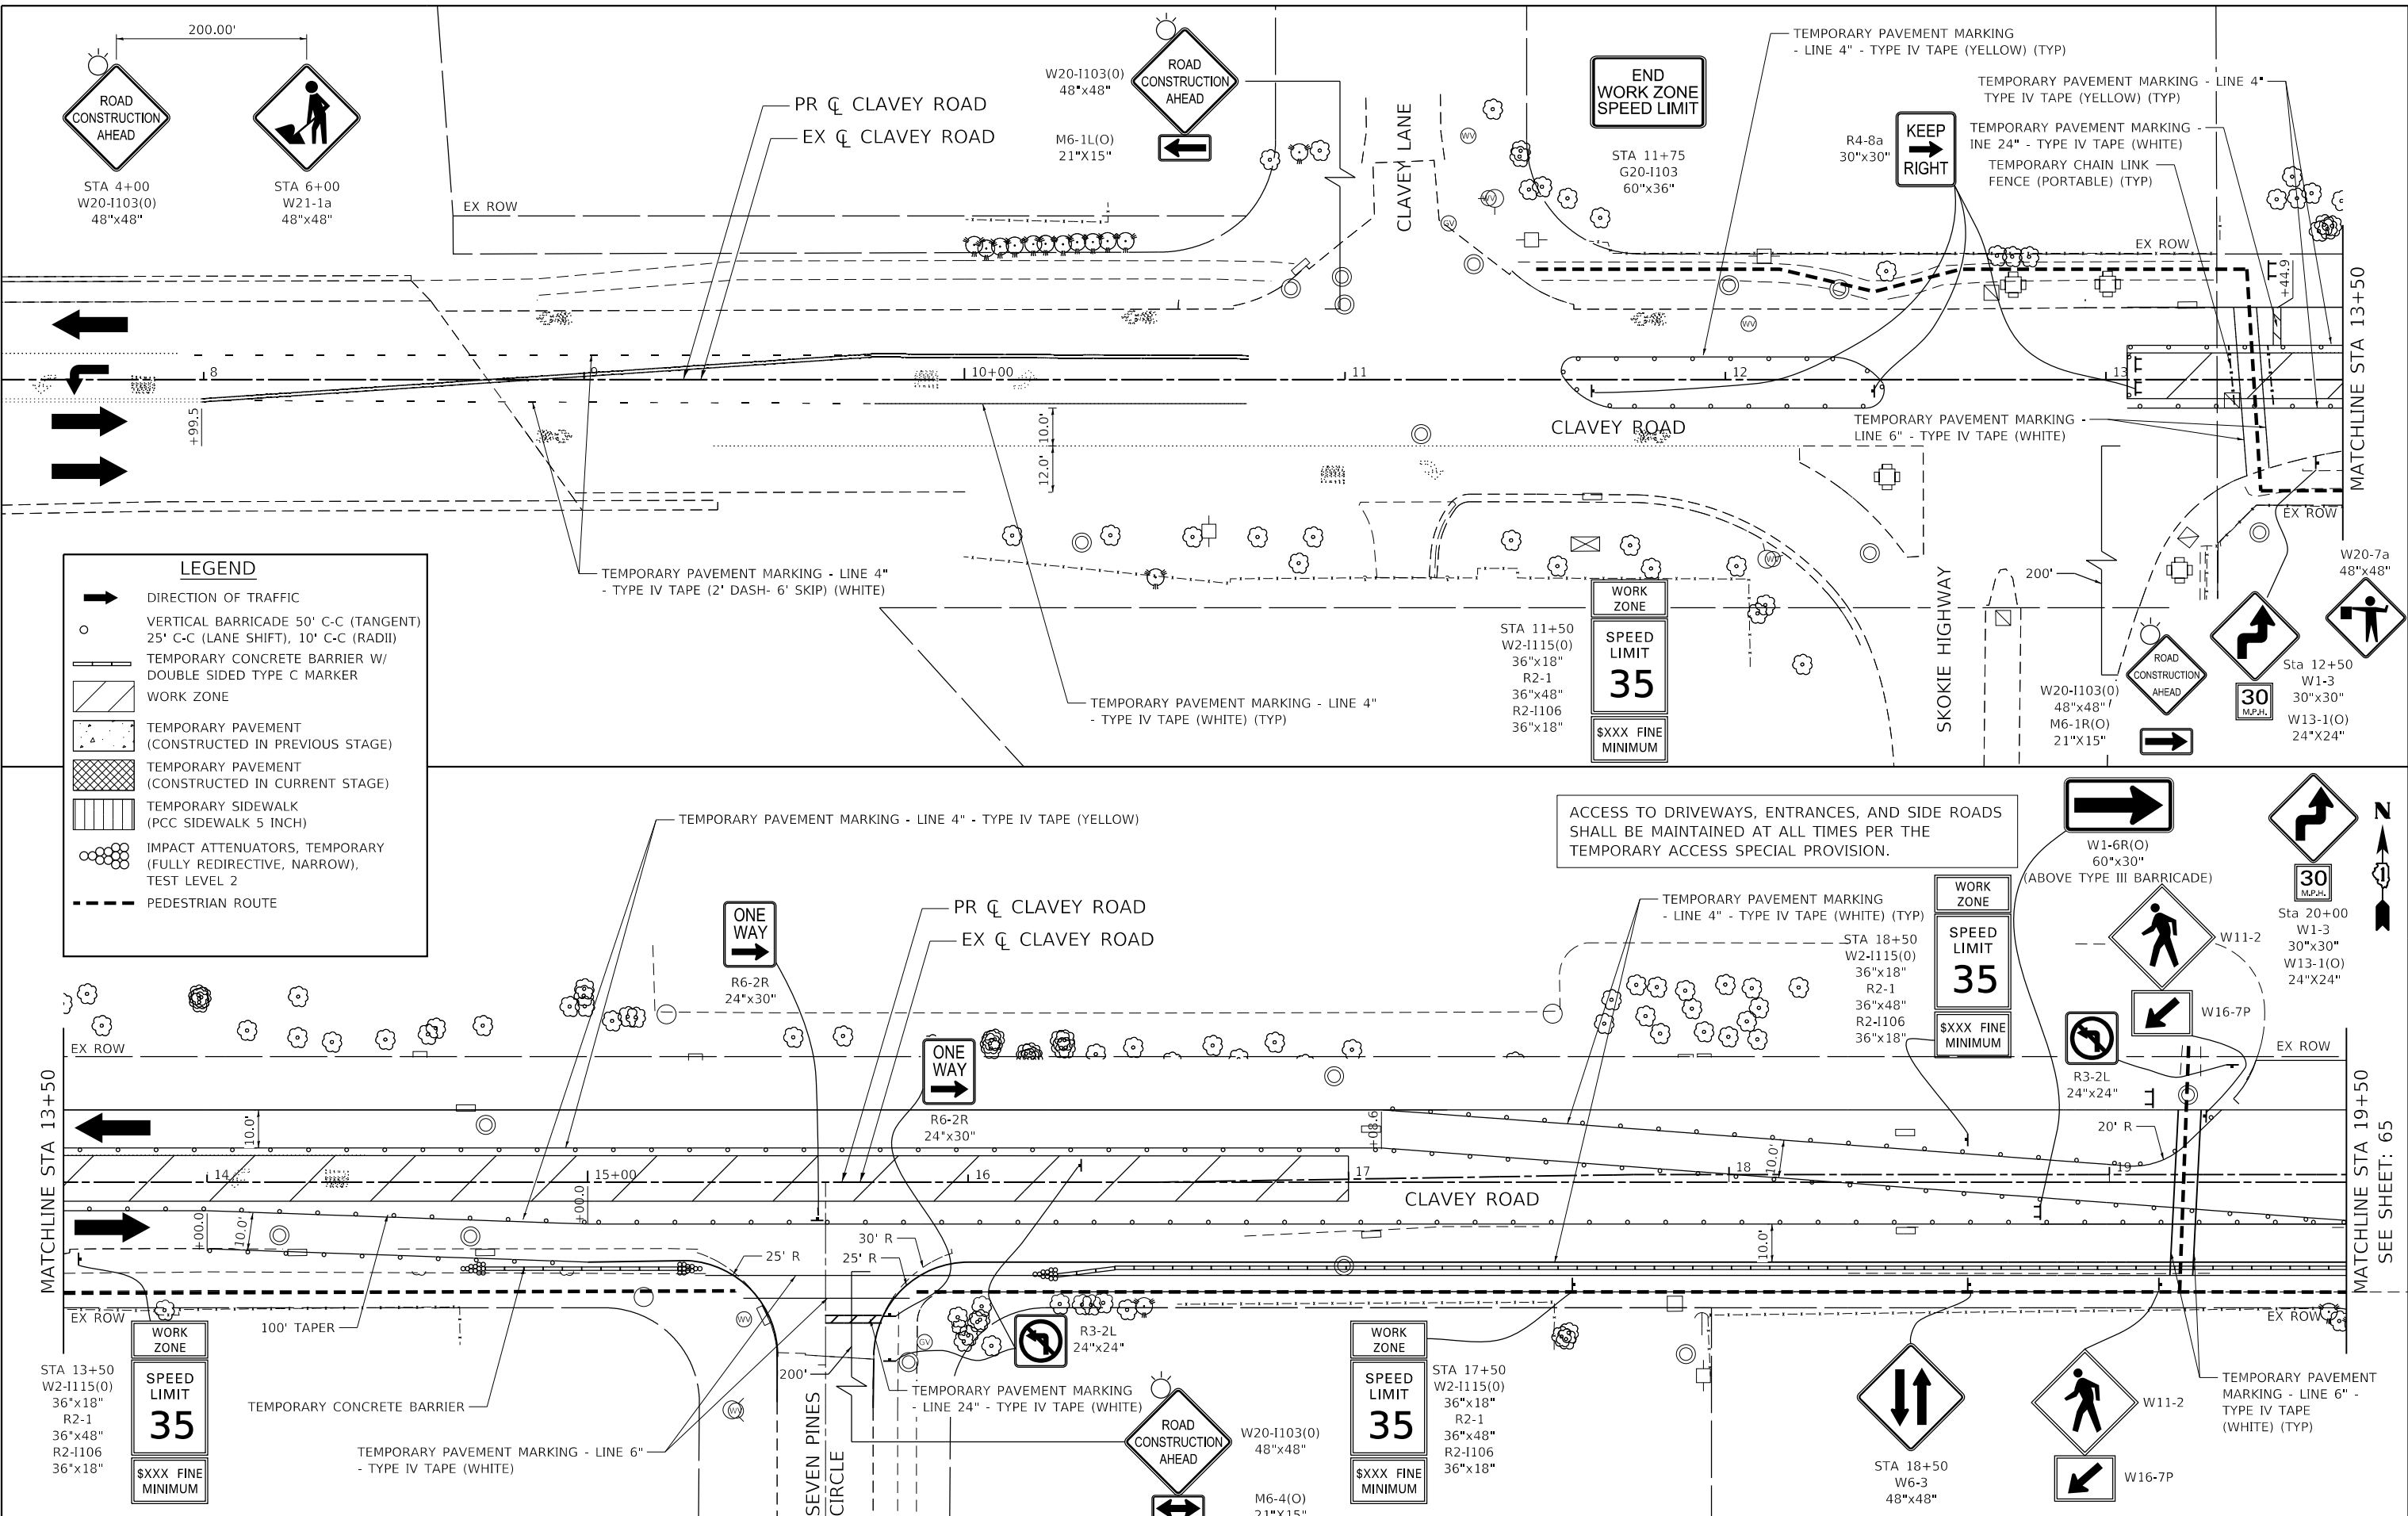 200.00'
ROAD
CONSTRUCTION
AHEAD
STA 4+00
W20-I103(0)
48"x48"
STA 6+00
W21-1a
48"x48"
EX ROW
PR ℄ CLAVEY ROAD
EX ℄ CLAVEY ROAD
W20-I103(0)
48"x48"
ROAD
CONSTRUCTION
AHEAD
M6-1L(O)
21"X15"
CLAVEY LANE
END
WORK ZONE
SPEED LIMIT
STA 11+75
G20-I103
60"x36"
TEMPORARY PAVEMENT MARKING
- LINE 4" - TYPE IV TAPE (YELLOW) (TYP)
TEMPORARY PAVEMENT MARKING - LINE 4"
TYPE IV TAPE (YELLOW) (TYP)
R4-8a
30"x30"
KEEP
RIGHT
TEMPORARY PAVEMENT MARKING -
INE 24" - TYPE IV TAPE (WHITE)
TEMPORARY CHAIN LINK
FENCE (PORTABLE) (TYP)
EX ROW
+44.9
MATCHLINE STA 13+50
WV
WV
GV
WV
8
9
10+00
11
12
13
+99.5
10.0'
12.0'
CLAVEY ROAD
TEMPORARY PAVEMENT MARKING -
LINE 6" - TYPE IV TAPE (WHITE)
EX ROW
TEMPORARY PAVEMENT MARKING - LINE 4"
- TYPE IV TAPE (2' DASH- 6' SKIP) (WHITE)
TEMPORARY PAVEMENT MARKING - LINE 4"
- TYPE IV TAPE (WHITE) (TYP)
STA 11+50
W2-I115(0)
36"x18"
R2-1
36"x48"
R2-I106
36"x18"
WORK
ZONE
SPEED
LIMIT
35
$XXX FINE
MINIMUM
SKOKIE HIGHWAY
200'
ROAD
CONSTRUCTION
AHEAD
W20-I103(0)
48"x48"
M6-1R(O)
21"X15"
W20-7a
48"x48"
30
M.P.H.
Sta 12+50
W1-3
30"x30"
W13-1(O)
24"X24"
LEGEND
DIRECTION OF TRAFFIC
VERTICAL BARRICADE 50' C-C (TANGENT)
25' C-C (LANE SHIFT), 10' C-C (RADII)
TEMPORARY CONCRETE BARRIER W/
DOUBLE SIDED TYPE C MARKER
WORK ZONE
TEMPORARY PAVEMENT
(CONSTRUCTED IN PREVIOUS STAGE)
TEMPORARY PAVEMENT
(CONSTRUCTED IN CURRENT STAGE)
TEMPORARY SIDEWALK
(PCC SIDEWALK 5 INCH)
IMPACT ATTENUATORS, TEMPORARY
(FULLY REDIRECTIVE, NARROW),
TEST LEVEL 2
PEDESTRIAN ROUTE
TEMPORARY PAVEMENT MARKING - LINE 4" - TYPE IV TAPE (YELLOW)
ONE
WAY
R6-2R
24"x30"
PR ℄ CLAVEY ROAD
EX ℄ CLAVEY ROAD
ONE
WAY
R6-2R
24"x30"
ACCESS TO DRIVEWAYS, ENTRANCES, AND SIDE ROADS
SHALL BE MAINTAINED AT ALL TIMES PER THE
TEMPORARY ACCESS SPECIAL PROVISION.
TEMPORARY PAVEMENT MARKING
- LINE 4" - TYPE IV TAPE (WHITE) (TYP)
STA 18+50
W2-I115(0)
36"x18"
R2-1
36"x48"
R2-I106
36"x18"
WORK
ZONE
SPEED
LIMIT
35
$XXX FINE
MINIMUM
W1-6R(O)
60"x30"
(ABOVE TYPE III BARRICADE)
W11-2
W16-7P
R3-2L
24"x24"
30
M.P.H.
Sta 20+00
W1-3
30"x30"
W13-1(O)
24"X24"
N
EX ROW
EX ROW
MATCHLINE STA 13+50
10.0'
14
15+00
16
17
18
19
+00.0
10.0'
+00.0
+08.6
10.0'
20' R
CLAVEY ROAD
10.0'
25' R
30' R
25' R
MATCHLINE STA 19+50
SEE SHEET: 65
EX ROW
EX ROW
100' TAPER
WV
GV
WV
STA 13+50
W2-I115(0)
36"x18"
R2-1
36"x48"
R2-I106
36"x18"
WORK
ZONE
SPEED
LIMIT
35
$XXX FINE
MINIMUM
TEMPORARY CONCRETE BARRIER
TEMPORARY PAVEMENT MARKING - LINE 6"
- TYPE IV TAPE (WHITE)
SEVEN PINES
CIRCLE
200'
TEMPORARY PAVEMENT MARKING
- LINE 24" - TYPE IV TAPE (WHITE)
R3-2L
24"x24"
ROAD
CONSTRUCTION
AHEAD
W20-I103(0)
48"x48"
M6-4(O)
21"X15"
WORK
ZONE
SPEED
LIMIT
35
$XXX FINE
MINIMUM
STA 17+50
W2-I115(0)
36"x18"
R2-1
36"x48"
R2-I106
36"x18"
STA 18+50
W6-3
48"x48"
W11-2
W16-7P
TEMPORARY PAVEMENT
MARKING - LINE 6" -
TYPE IV TAPE
(WHITE) (TYP)